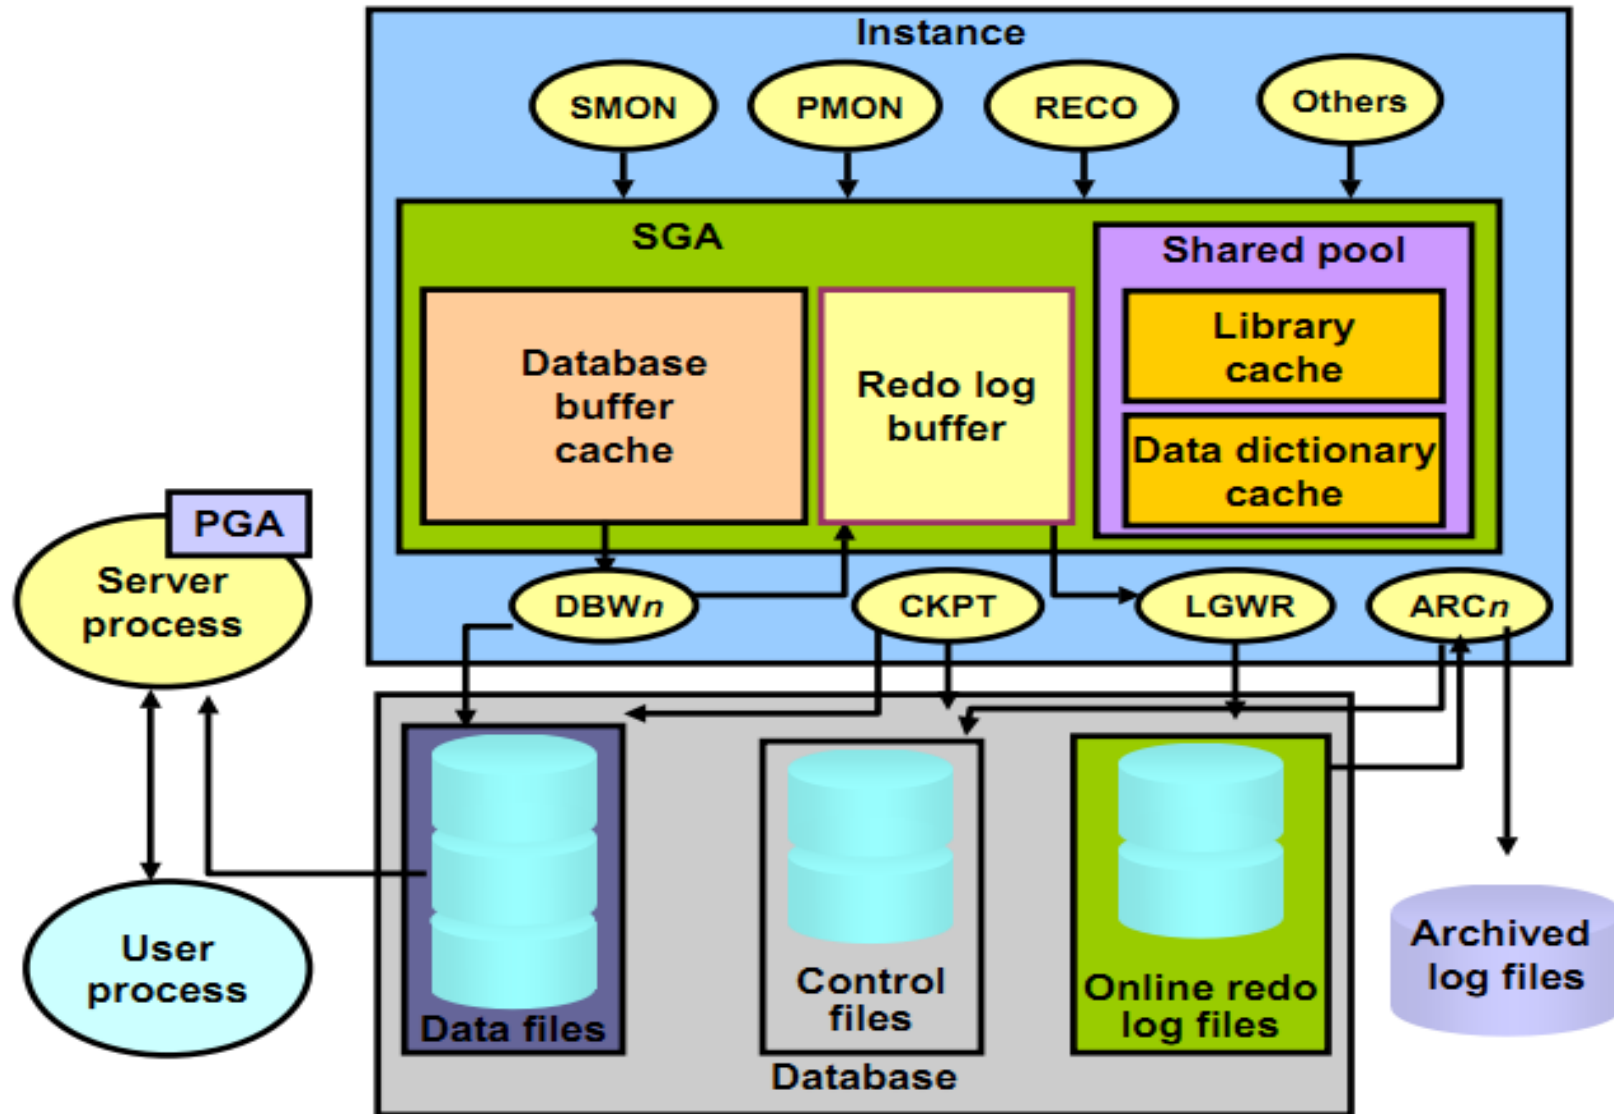 Instance
SMON
PMON
RECO
Others
SGA
Shared pool
Database
buffer
cache
Redo log
buffer
Library
cache
Data dictionary
cache
PGA
Server
process
DBWn
CKPT
LGWR
ARCn
User
process
Data files
Control
files
Online redo
log files
Archived
log files
Database